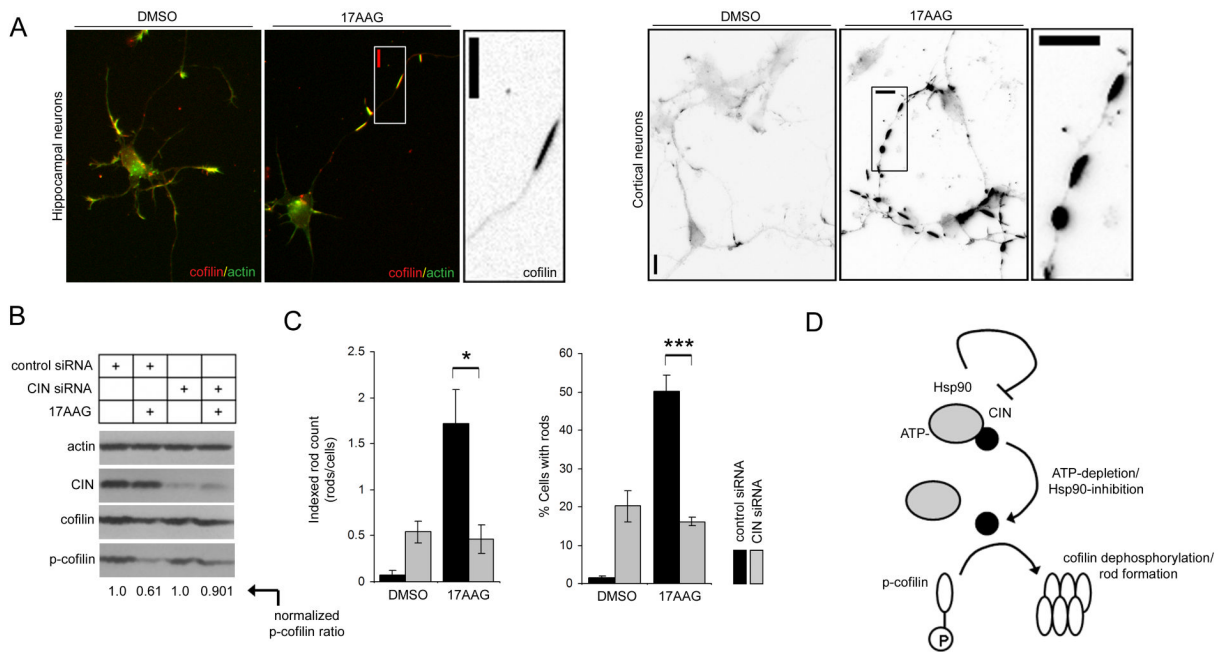 A
DMSO
17AAG
Hippocampal neurons
cofilin/actin
cofilin/actin
cofilin
DMSO
17AAG
Cortical neurons
B
control siRNA + +
CIN siRNA + +
17AAG + +
actin
CIN
cofilin
p-cofilin
1.0 0.61 1.0 0.901
normalized
p-cofilin ratio
C
Indexed rod count
(rods/cells)
2.5
2
1.5
1
0.5
0
*
DMSO 17AAG
% Cells with rods
60
50
40
30
20
10
0
***
DMSO 17AAG
control siRNA
CIN siRNA
D
Hsp90
CIN
ATP-
ATP-depletion/
Hsp90-inhibition
cofilin dephosphorylation/
rod formation
p-cofilin
P